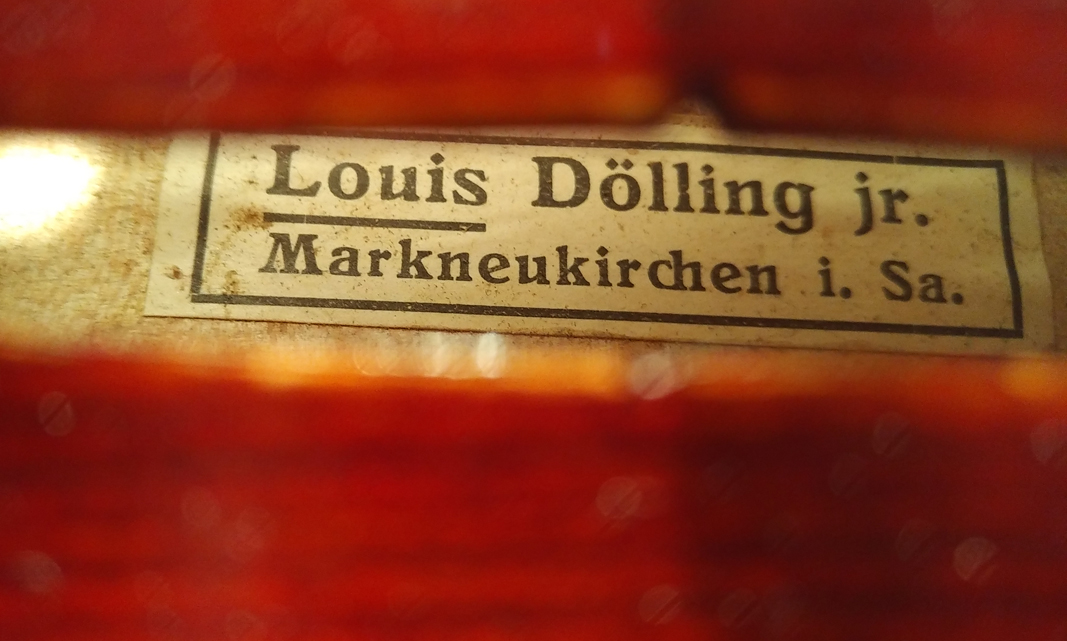 Louis Dölling jr.
Markneukirchen i. Sa.